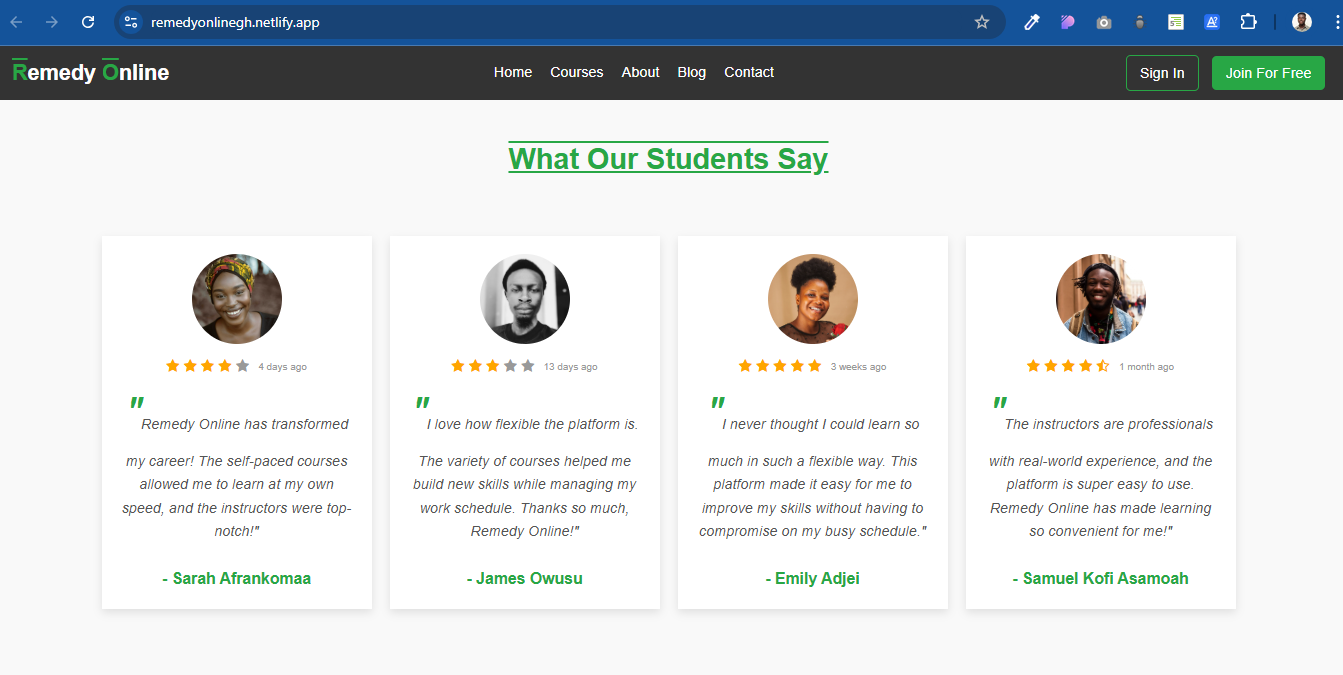 remedyonlinegh.netlify.app
Remedy Online
Home Courses About Blog Contact
Sign In
Join For Free
What Our Students Say
4 days ago
"
Remedy Online has transformed
my career! The self-paced courses
allowed me to learn at my own
speed, and the instructors were top-
notch!"
- Sarah Afrankomaa
13 days ago
"
I love how flexible the platform is.
The variety of courses helped me
build new skills while managing my
work schedule. Thanks so much,
Remedy Online!"
- James Owusu
3 weeks ago
"
I never thought I could learn so
much in such a flexible way. This
platform made it easy for me to
improve my skills without having to
compromise on my busy schedule."
- Emily Adjei
1 month ago
"
The instructors are professionals
with real-world experience, and the
platform is super easy to use.
Remedy Online has made learning
so convenient for me!"
- Samuel Kofi Asamoah